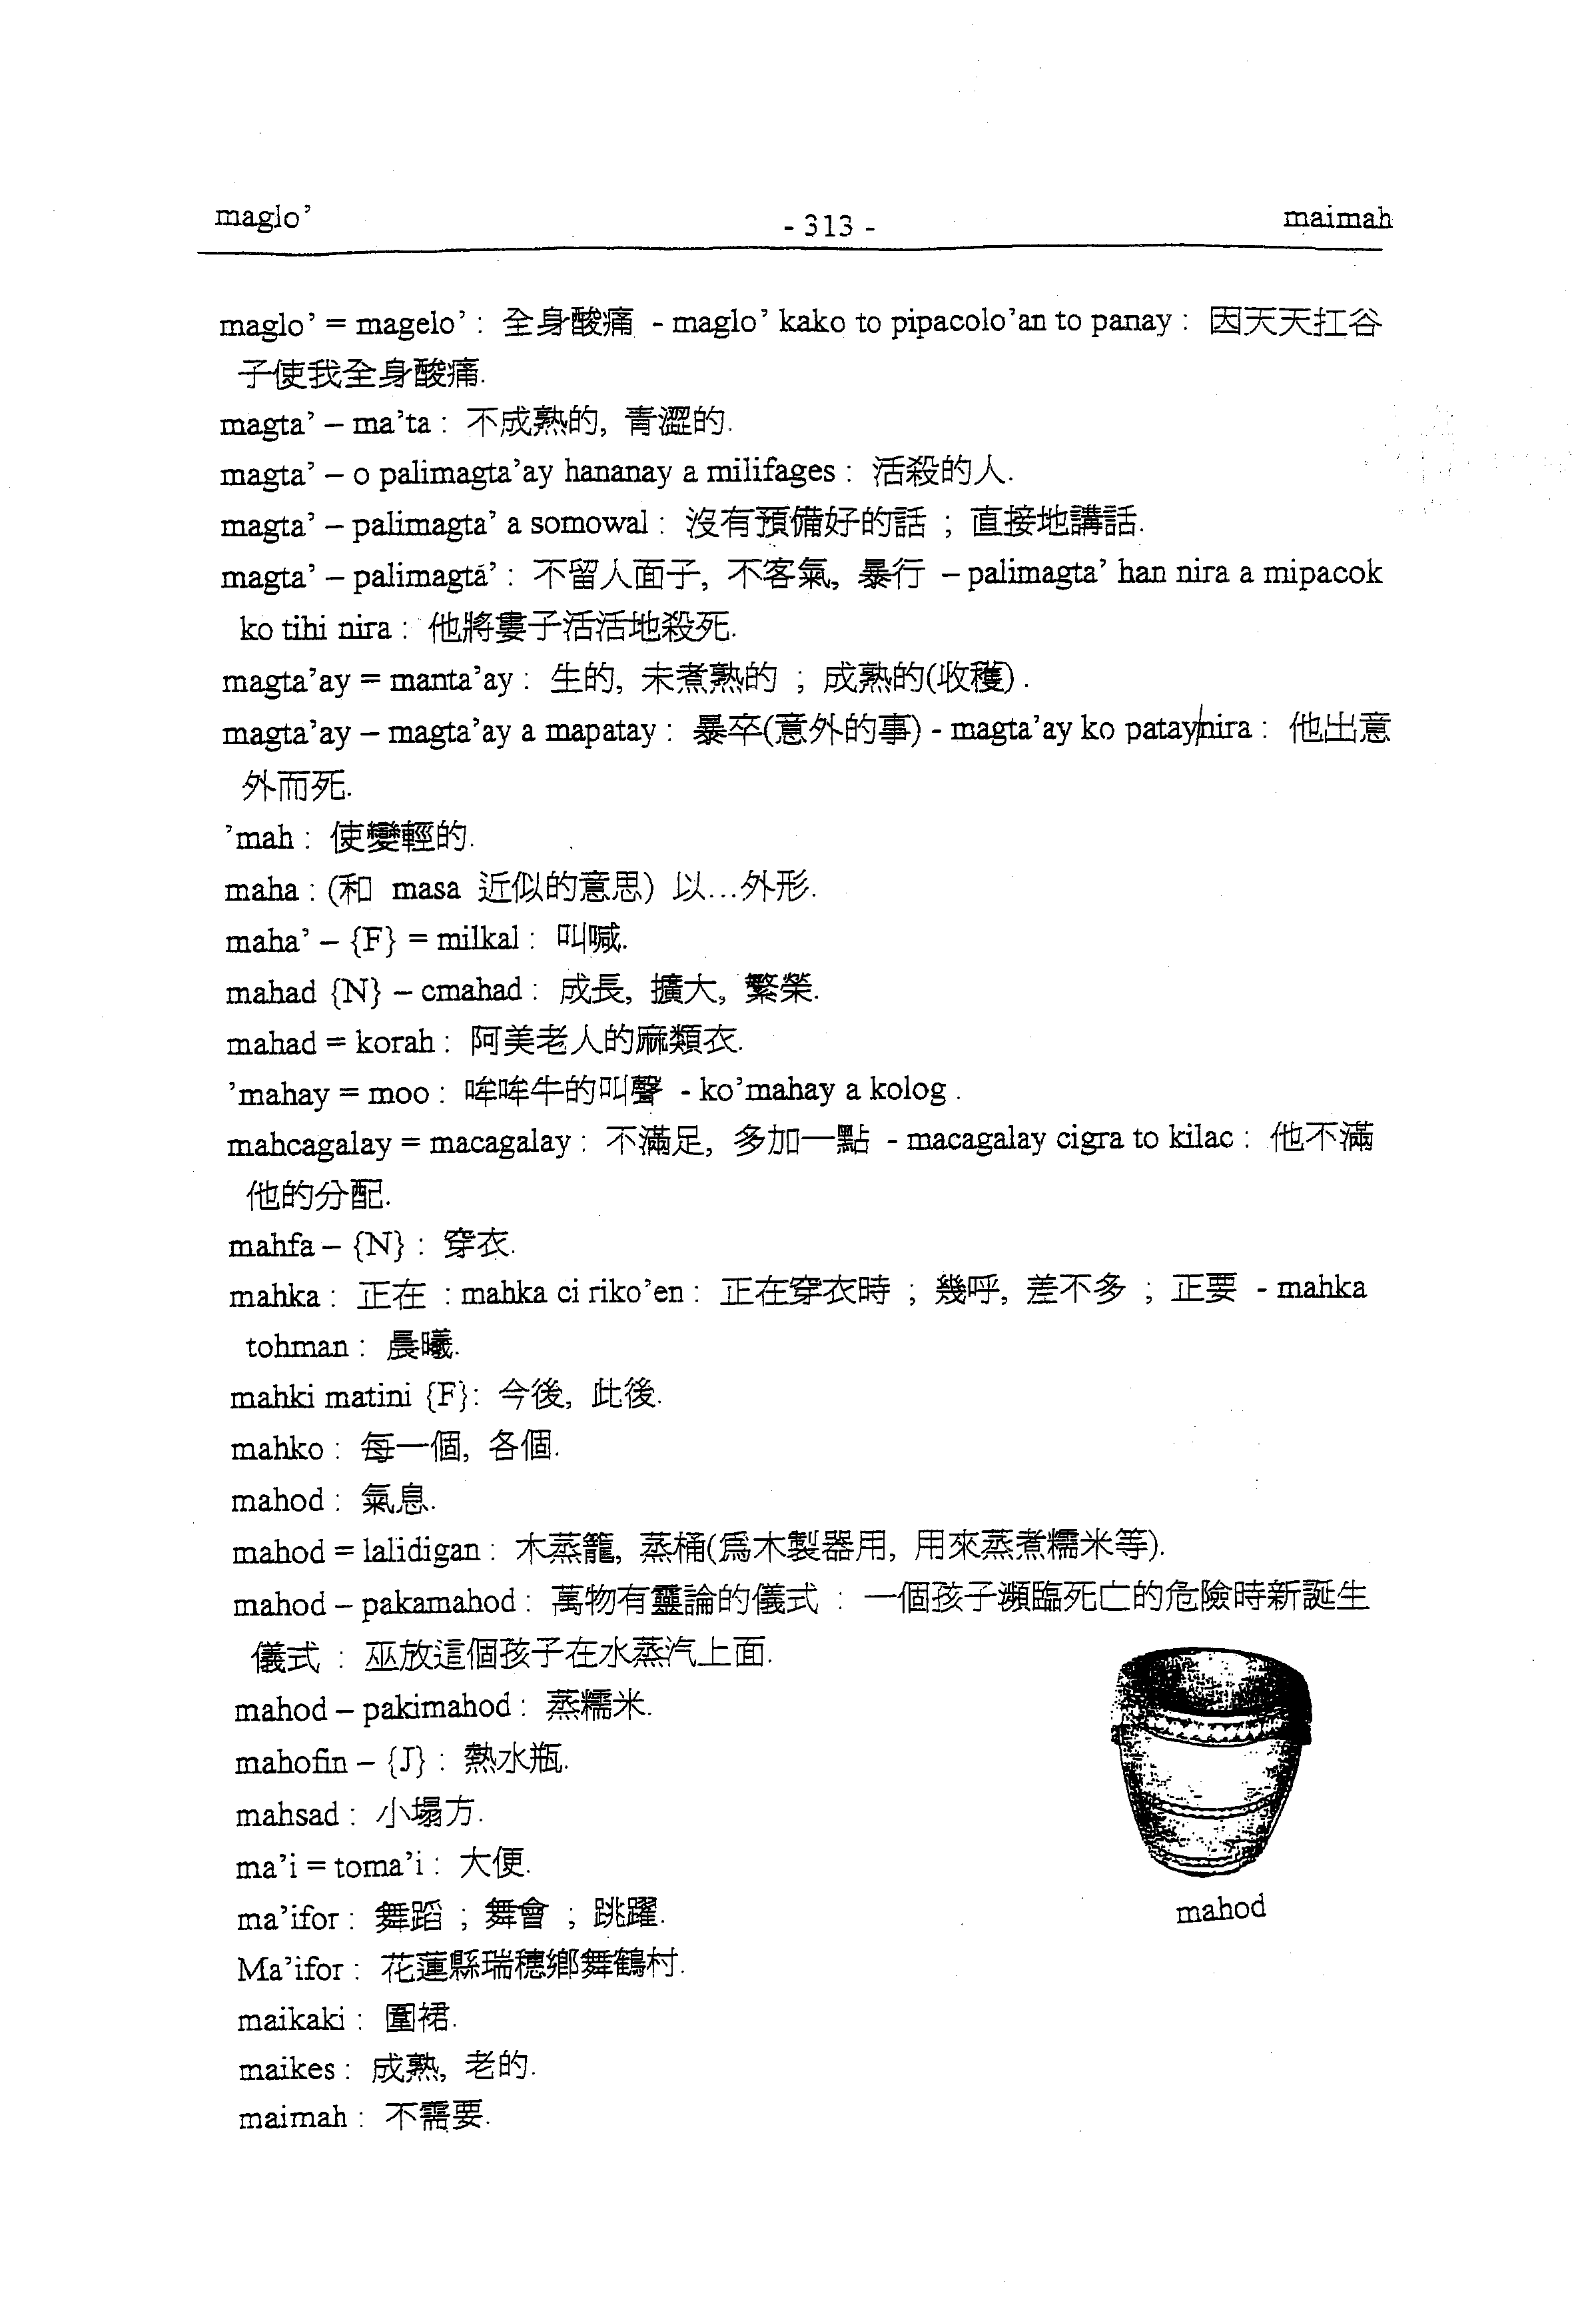 maglo’
- 313 -
maimah
maglo’ = magelo’ : 全身酸痛 - maglo’ kako to pipacolo’an to panay : 因天天扛谷
子使我全身酸痛.
magta’ – ma’ta : 不成熟的, 青澀的.
magta’ – o palimagta’ay hananay a milifages : 活殺的人.
magta’ – palimagta’ a somowal : 沒有預備好的話 ; 直接地講話.
magta’ – palimagtá’ : 不留人面子, 不客氣, 暴行 – palimagta’ han nira a mipacok
ko tihi nira : 他將婁子活活地殺死.
magta’ay = manta’ay : 生的, 未煮熟的 ; 成熟的(收穫) .
magta’ay – magta’ay a mapatay : 暴卒(意外的事) - magta’ay ko patay/nira : 他出意
外而死.
’mah : 使變輕的.
maha : (和 masa 近似的意思) 以...外形.
maha’ – {F} = milkal : 叫喊.
mahad {N} – cmahad : 成長, 擴大, 繁榮.
mahad = korah : 阿美老人的麻類衣.
’mahay = moo : 哞哞牛的叫聲 - ko’mahay a kolog .
mahcagalay = macagalay : 不滿足, 多加一點 - macagalay cigra to kilac : 他不滿
他的分配.
mahfa – {N} : 穿衣.
mahka : 正在 : mahka ci riko’en : 正在穿衣時 ; 幾呼, 差不多 ; 正要 - mahka
tohman : 晨曦.
mahki matini {F}: 今後, 此後.
mahko : 每一個, 各個.
mahod : 氣息.
mahod = lalidigan : 木蒸籠, 蒸桶(爲木製器用, 用來蒸煮糯米等).
mahod – pakamahod : 萬物有靈論的儀式 : 一個孩子瀕臨死亡的危險時新誕生
儀式 : 巫放這個孩子在水蒸汽上面.
mahod – pakimahod : 蒸糯米.
mahofin – {J} : 熱水瓶.
mahsad : 小塌方.
ma’i = toma’i : 大便.
ma’ifor : 舞蹈 ; 舞會 ; 跳躍.
Ma’ifor : 花蓮縣瑞穗鄉舞鶴村.
maikaki : 圍裙.
maikes : 成熟, 老的.
maimah : 不需要.
mahod